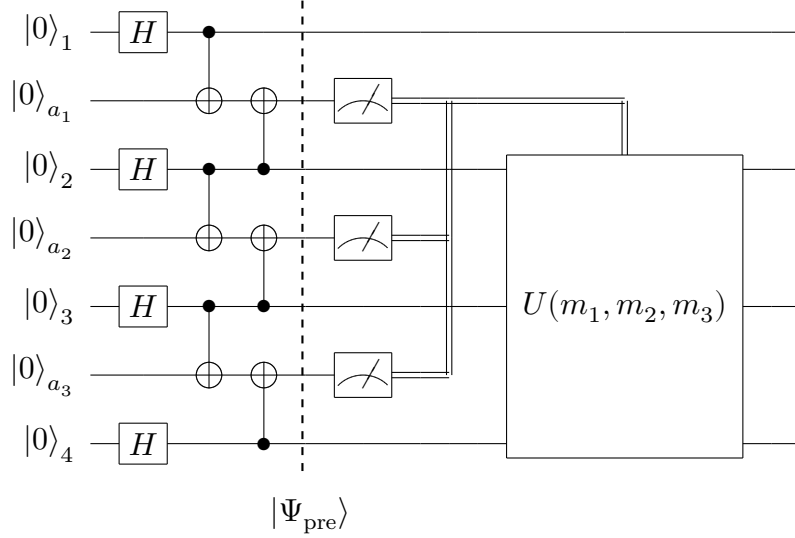 |0⟩₁ H
|0⟩ₐ₁
|0⟩₂ H
|0⟩ₐ₂
|0⟩₃ H U(m₁, m₂, m₃)
|0⟩ₐ₃
|0⟩₄ H
|Ψ_pre⟩